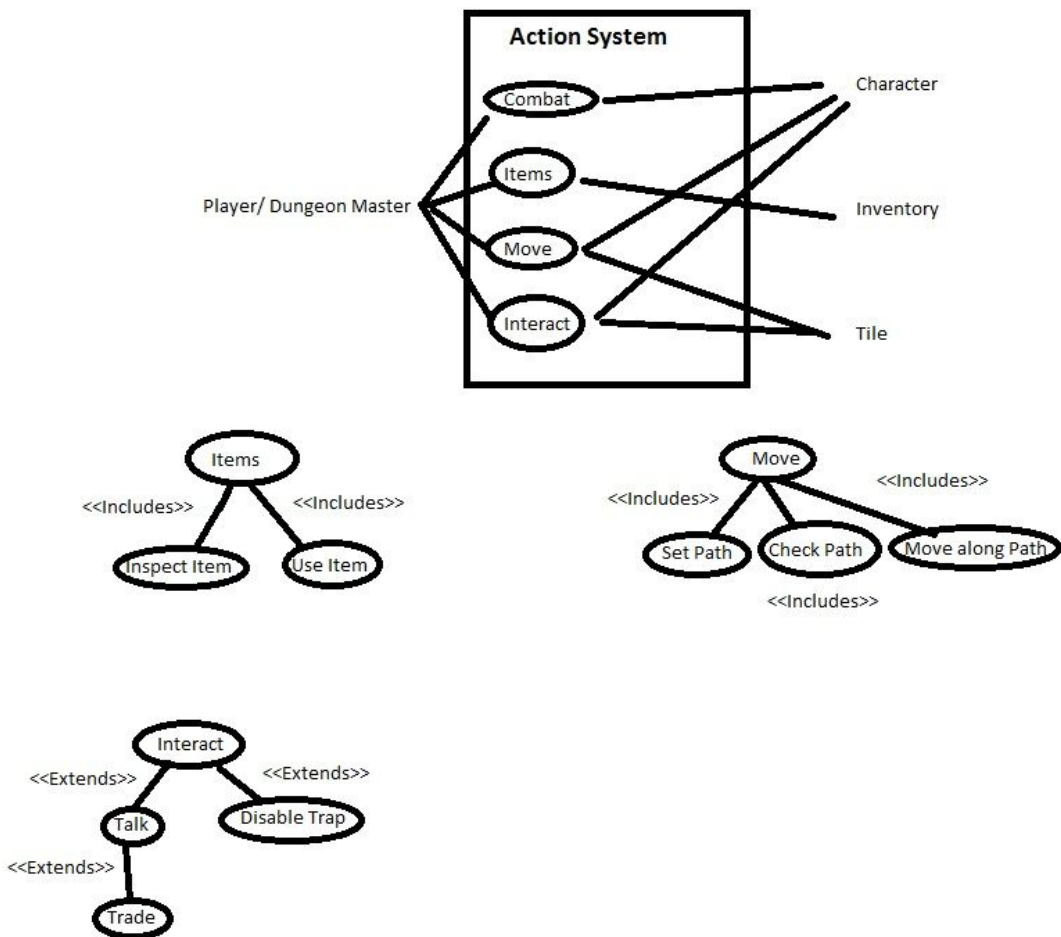 Action System
Combat
Character
Items
Player/ Dungeon Master
Inventory
Move
Interact
Tile
Items
<<Includes>>
<<Includes>>
Inspect Item
Use Item
Move
<<Includes>>
<<Includes>>
Set Path
Check Path
Move along Path
<<Includes>>
Interact
<<Extends>>
<<Extends>>
Talk
Disable Trap
<<Extends>>
Trade